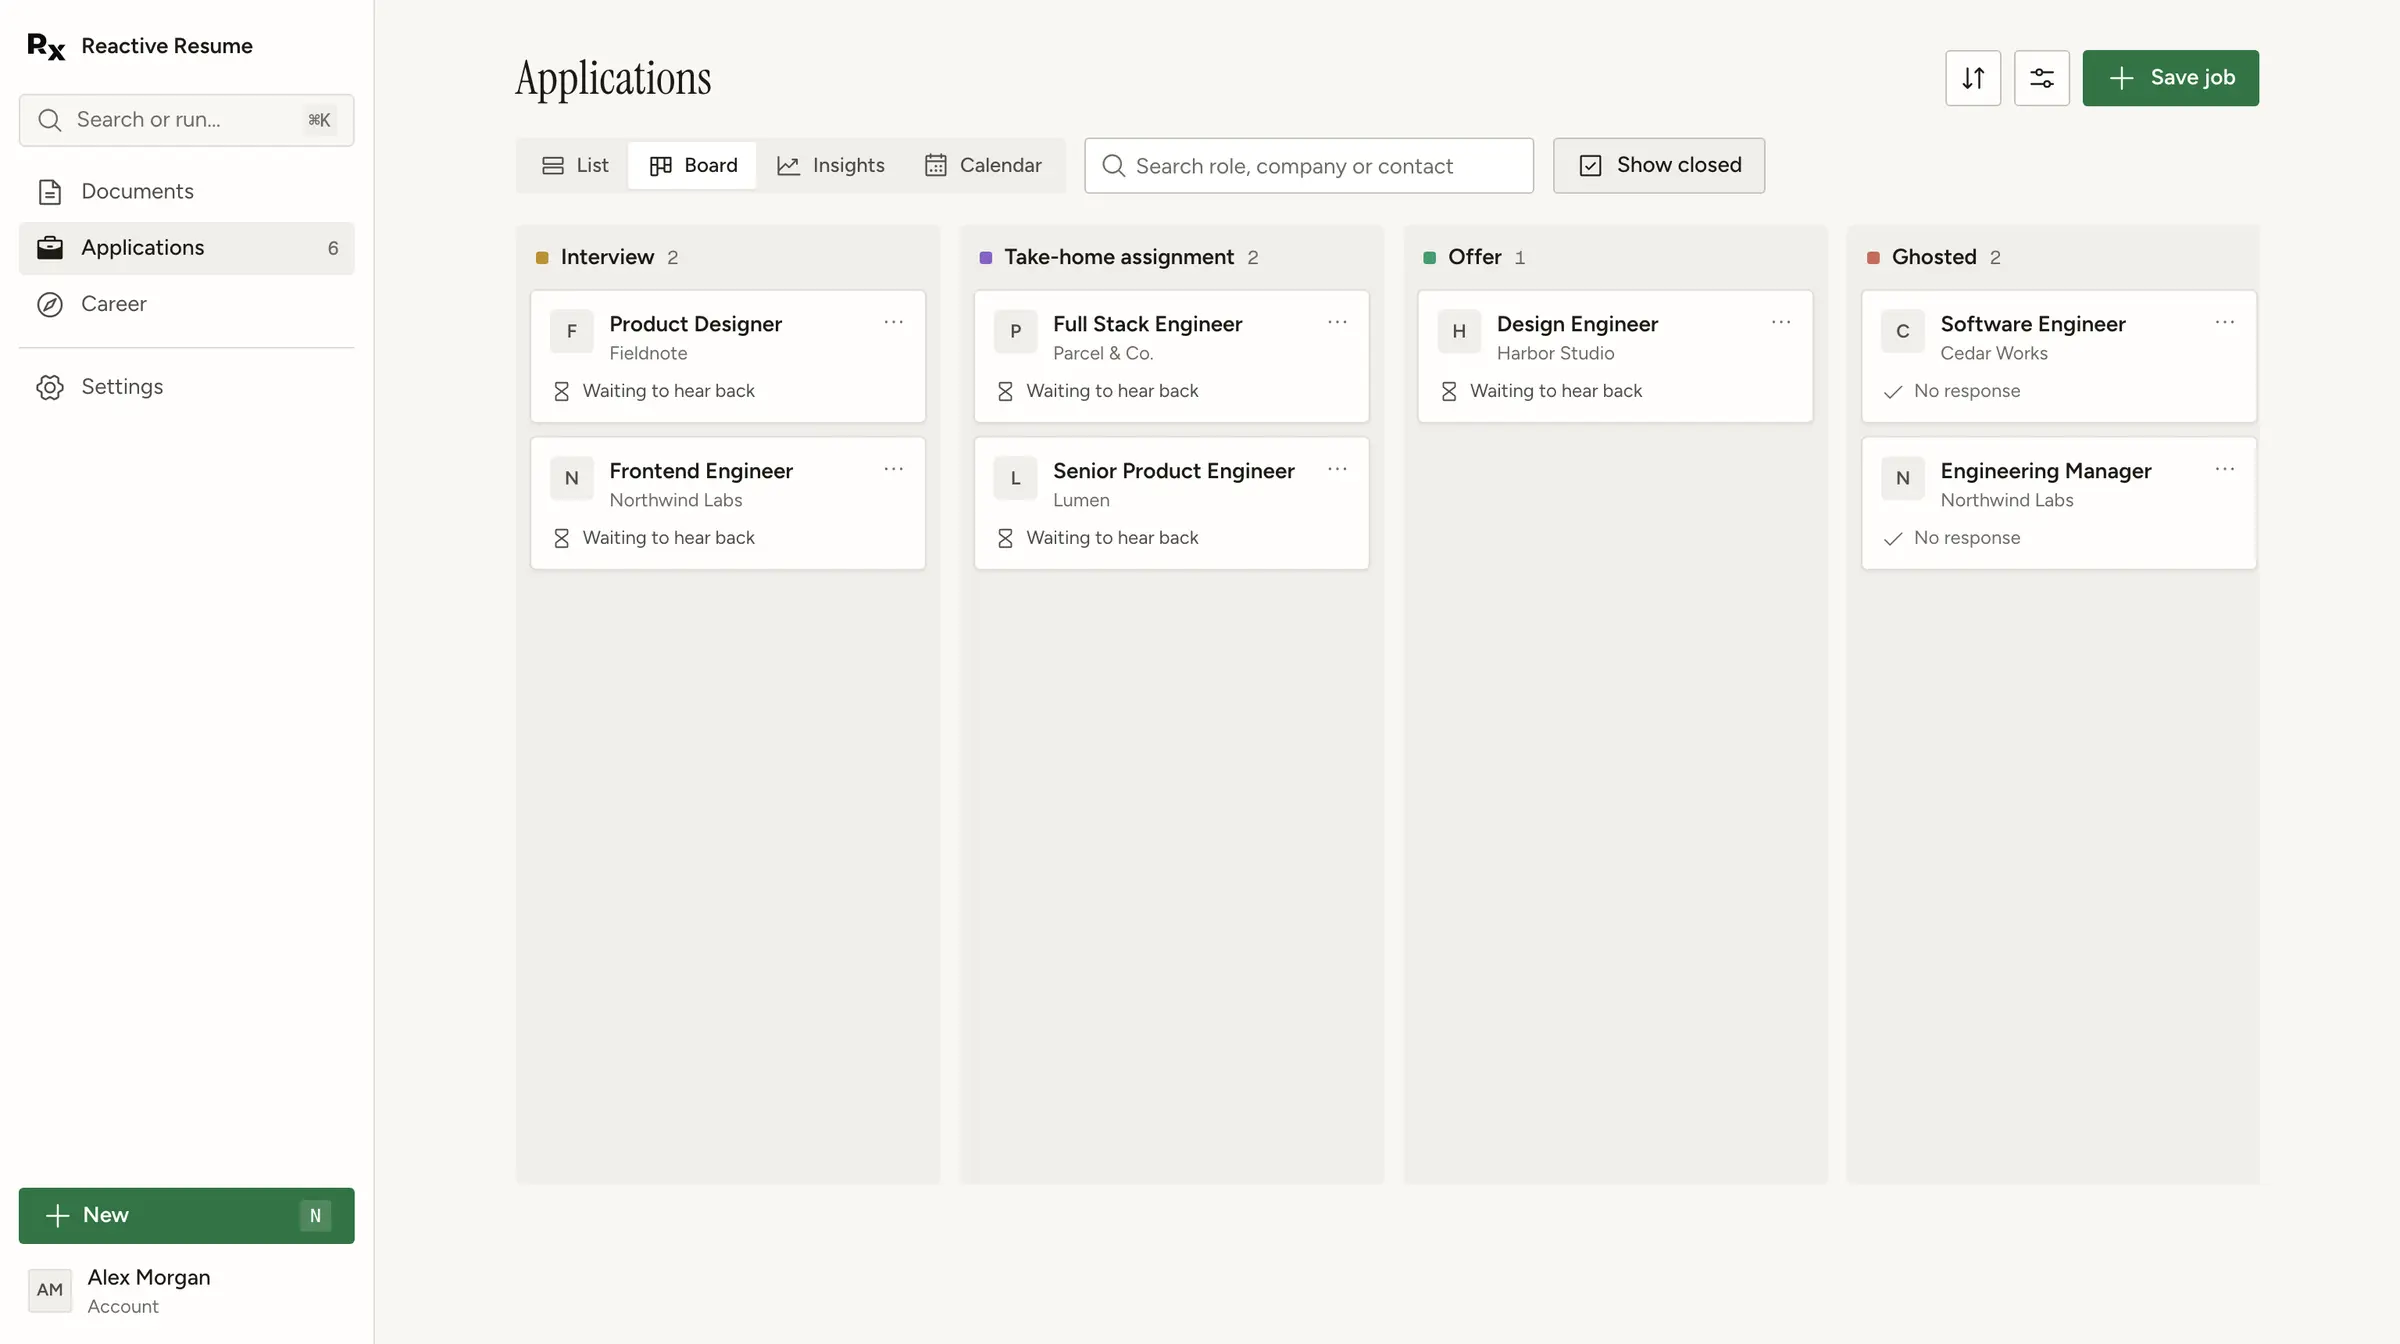 Rx Reactive Resume
Search or run... ⌘K
Documents
Applications 6
Career
Settings
New N
AM
Alex Morgan
Account
Applications
Save job
List
Board
Insights
Calendar
Search role, company or contact
Show closed
Interview 2
F
Product Designer
Fieldnote
Waiting to hear back
N
Frontend Engineer
Northwind Labs
Waiting to hear back
Take-home assignment 2
P
Full Stack Engineer
Parcel & Co.
Waiting to hear back
L
Senior Product Engineer
Lumen
Waiting to hear back
Offer 1
H
Design Engineer
Harbor Studio
Waiting to hear back
Ghosted 2
C
Software Engineer
Cedar Works
No response
N
Engineering Manager
Northwind Labs
No response